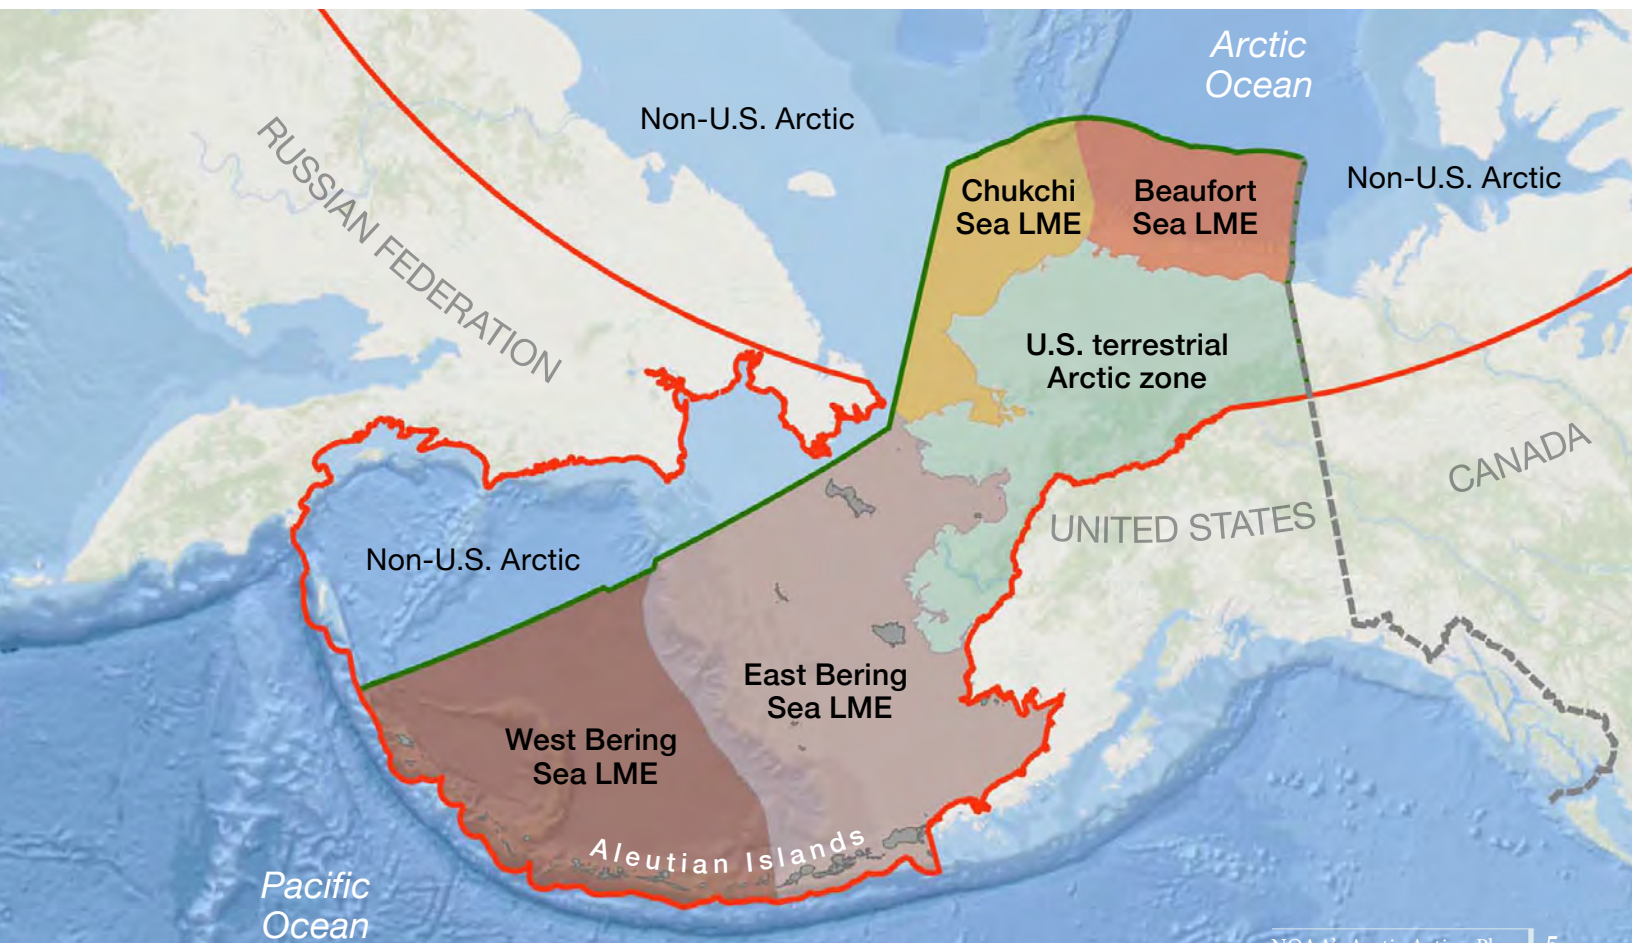 Arctic
Ocean
Non-U.S. Arctic
Non-U.S. Arctic
RUSSIAN FEDERATION
Chukchi
Sea LME
Beaufort
Sea LME
U.S. terrestrial
Arctic zone
CANADA
UNITED STATES
Non-U.S. Arctic
East Bering
Sea LME
West Bering
Sea LME
Aleutian Islands
Pacific
Ocean